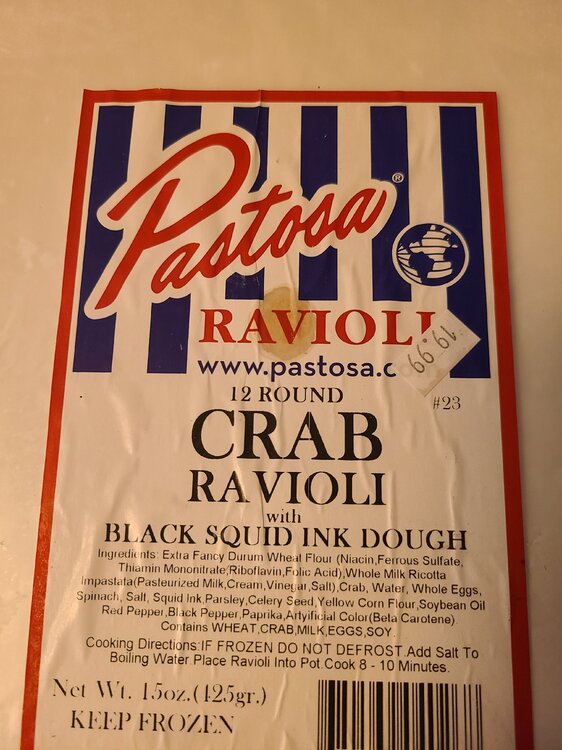 Pastosa®
RAVIOLI
www.pastosa.c
19.99
12 ROUND
#23
CRAB
RAVIOLI
with
BLACK SQUID INK DOUGH
Ingredients: Extra Fancy Durum Wheat Flour (Niacin,Ferrous Sulfate,
Thiamin Mononitrate,Riboflavin,Folic Acid),Whole Milk Ricotta
Impastata(Pasteurized Milk,Cream,Vinegar,Salt),Crab, Water, Whole Eggs,
Spinach, Salt, Squid Ink,Parsley,Celery Seed,Yellow Corn Flour,Soybean Oil
Red Pepper,Black Pepper,Paprika,Artyificial Color(Beta Carotene)
Contains WHEAT,CRAB,MILK,EGGS,SOY.
Cooking Directions:IF FROZEN DO NOT DEFROST.Add Salt To
Boiling Water.Place Ravioli Into Pot.Cook 8 - 10 Minutes.
Net Wt. 15oz.(425gr.)
KEEP FROZEN